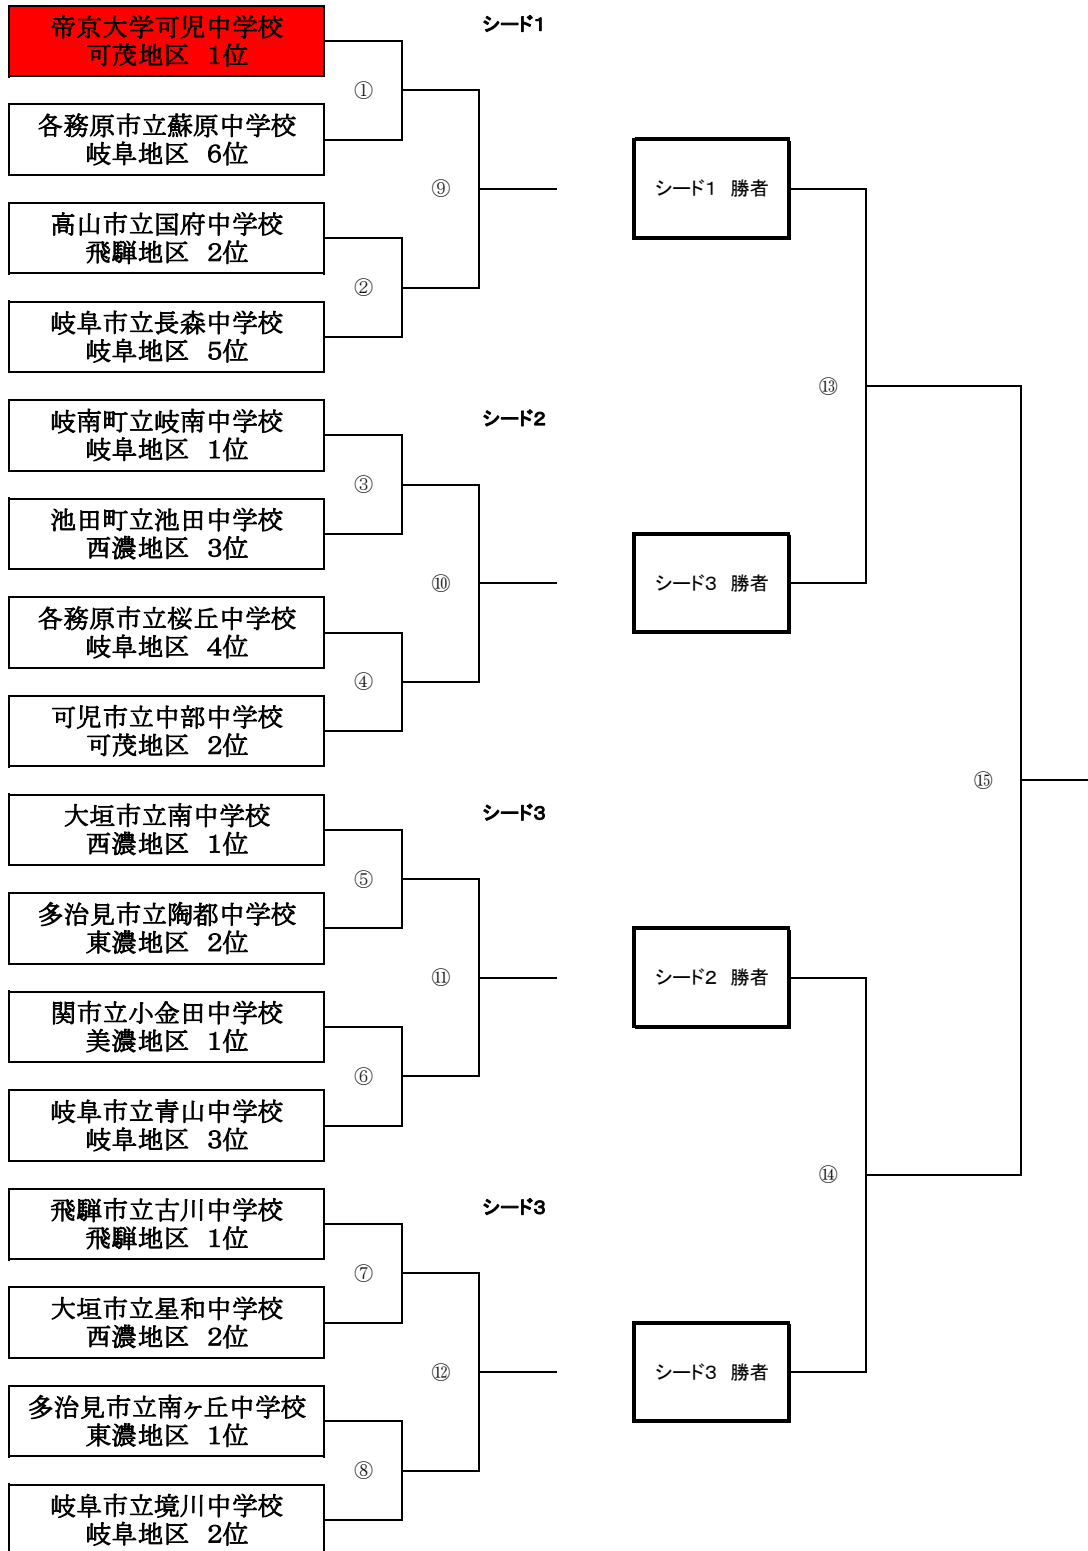 帝京大学可児中学校
可茂地区 1位
シード1
①
各務原市立蘇原中学校
岐阜地区 6位
⑨
シード1 勝者
高山市立国府中学校
飛騨地区 2位
②
岐阜市立長森中学校
岐阜地区 5位
⑬
岐南町立岐南中学校
岐阜地区 1位
シード2
③
池田町立池田中学校
西濃地区 3位
⑩
シード3 勝者
各務原市立桜丘中学校
岐阜地区 4位
④
可児市立中部中学校
可茂地区 2位
⑮
大垣市立南中学校
西濃地区 1位
シード3
⑤
多治見市立陶都中学校
東濃地区 2位
⑪
シード2 勝者
関市立小金田中学校
美濃地区 1位
⑥
岐阜市立青山中学校
岐阜地区 3位
⑭
飛騨市立古川中学校
飛騨地区 1位
シード3
⑦
大垣市立星和中学校
西濃地区 2位
⑫
シード3 勝者
多治見市立南ヶ丘中学校
東濃地区 1位
⑧
岐阜市立境川中学校
岐阜地区 2位